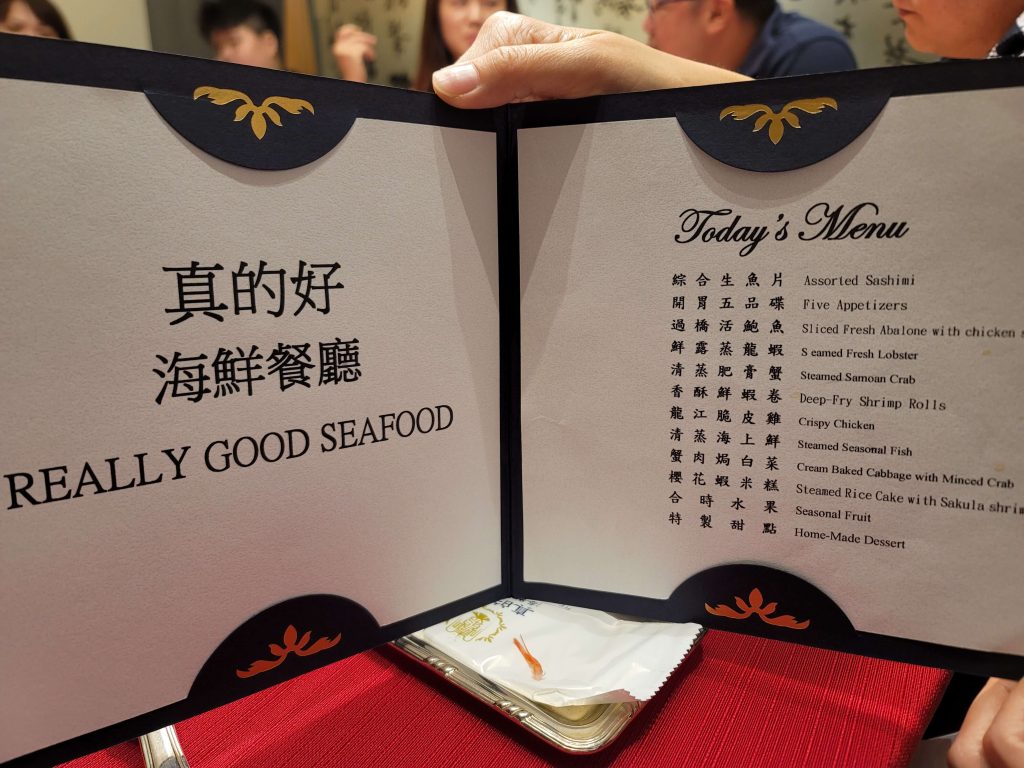 真的好
海鮮餐廳
REALLY GOOD SEAFOOD
Today's Menu
綜合生魚片 Assorted Sashimi
開胃五品碟 Five Appetizers
過橋活鮑魚 Sliced Fresh Abalone with chicken
鮮露蒸龍蝦 S eamed Fresh Lobster
清蒸肥膏蟹 Steamed Samoan Crab
香酥鮮蝦卷 Deep-Fry Shrimp Rolls
龍江脆皮雞 Crispy Chicken
清蒸海上鮮 Steamed Seasonal Fish
蟹肉焗白菜 Cream Baked Cabbage with Minced Crab
櫻花蝦米糕 Steamed Rice Cake with Sakula shrim
合時水果 Seasonal Fruit
特製甜點 Home-Made Dessert